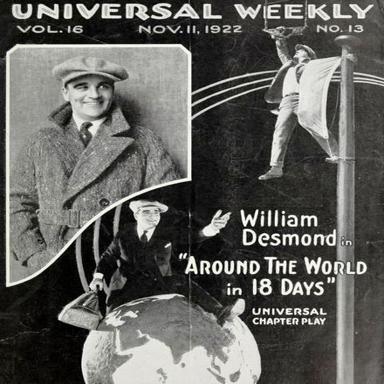 UNIVERSAL WEEKLY
VOL. 16 NOV. 11, 1922 NO. 13
William
Desmond in
"AROUND THE WORLD
in 18 DAYS"
UNIVERSAL
CHAPTER PLAY